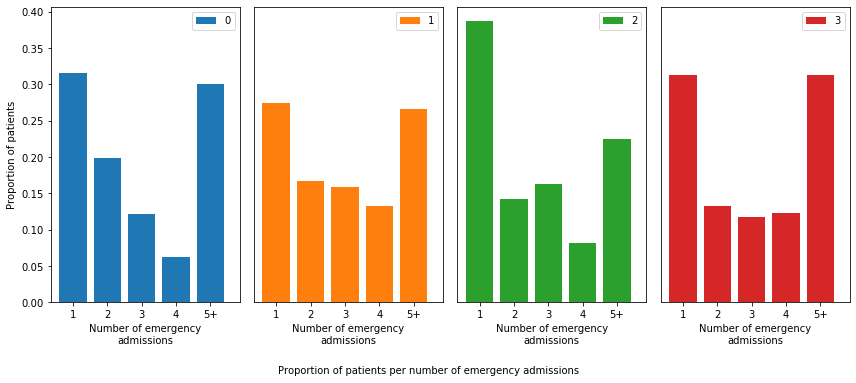 0
1
2
3
0.40
0.35
0.30
0.25
0.20
0.15
0.10
0.05
0.00
Proportion of patients
1 2 3 4 5+
Number of emergency
admissions
1 2 3 4 5+
Number of emergency
admissions
1 2 3 4 5+
Number of emergency
admissions
1 2 3 4 5+
Number of emergency
admissions
Proportion of patients per number of emergency admissions